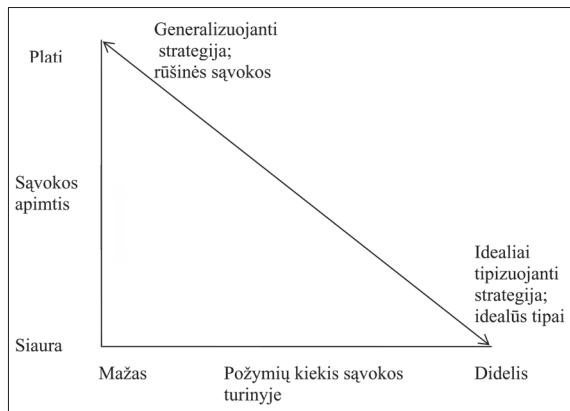 Generalizuojanti
strategija;
rūšinės sąvokos
Plati
Sąvokos
apimtis
Idealiai
tipizuojanti
strategija;
idealūs tipai
Siaura
Mažas
Požymių kiekis sąvokos
turinyje
Didelis